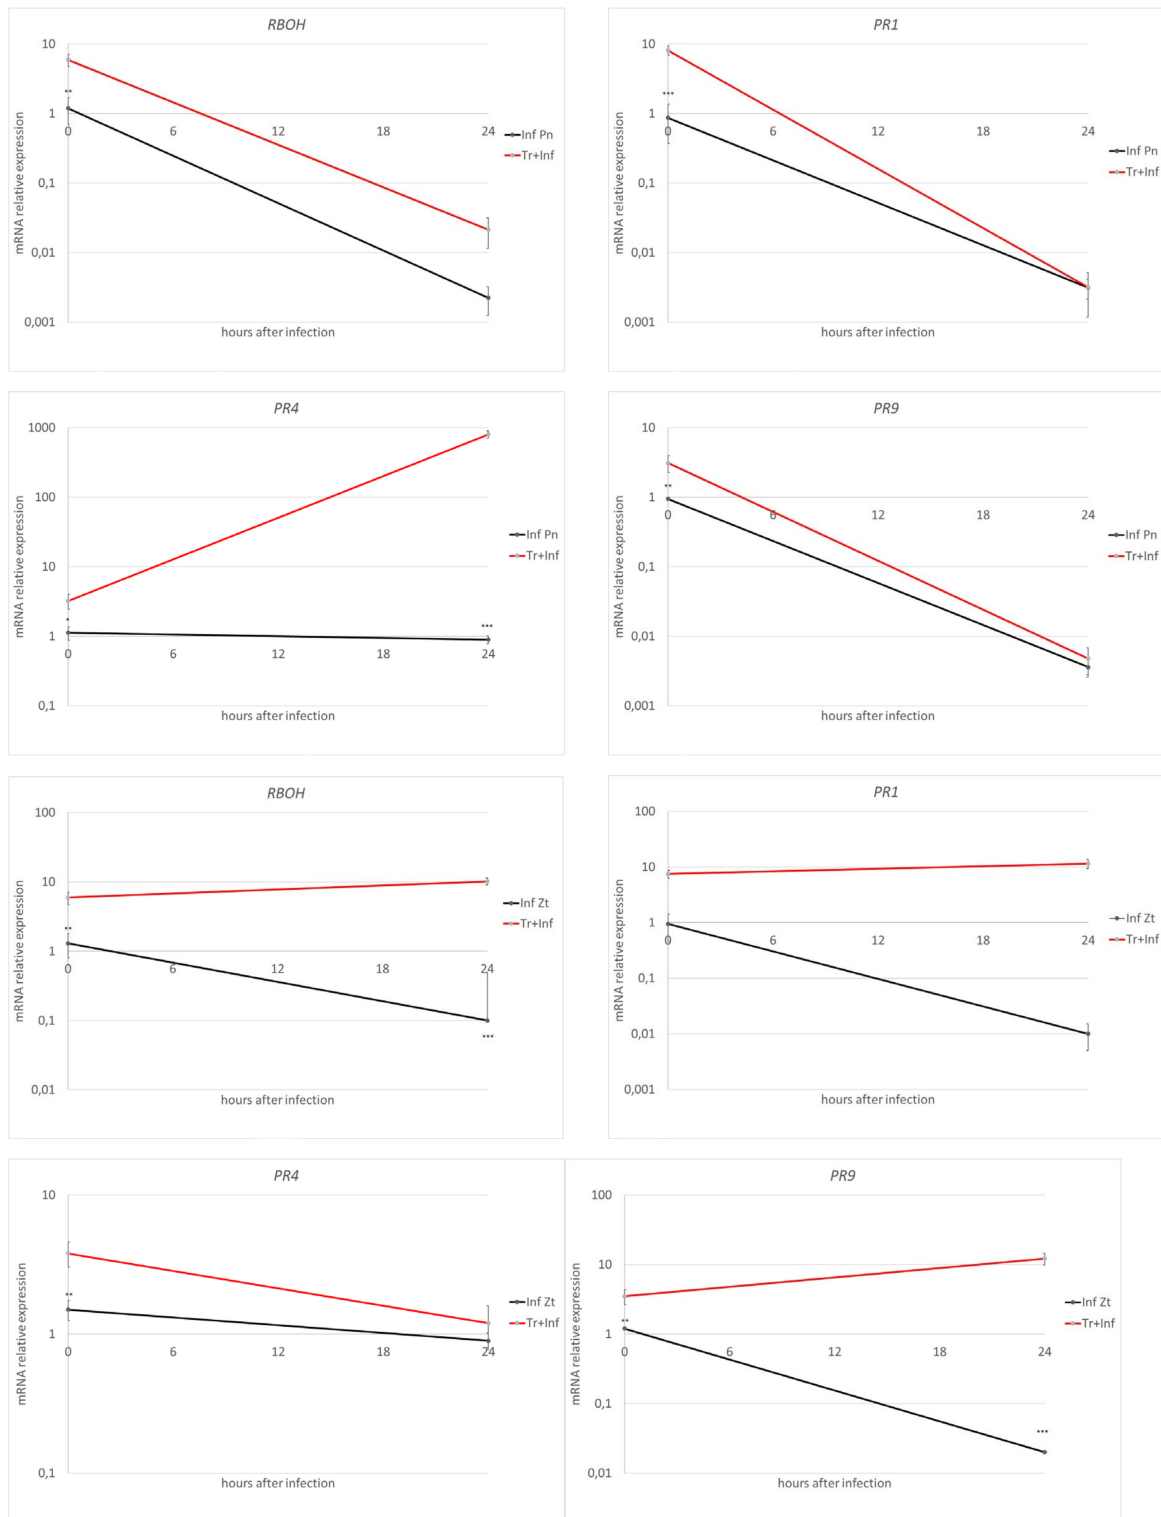 RBOH
mRNA relative expression
10
1
0,1
0,01
0,001
**
0 6 12 18 24
Inf Pn
Tr+Inf
hours after infection
PR1
mRNA relative expression
10
1
0,1
0,01
0,001
***
0 6 12 18 24
Inf Pn
Tr+Inf
hours after infection
PR4
mRNA relative expression
1000
100
10
1
0,1
*
***
0 6 12 18 24
Inf Pn
Tr+Inf
hours after infection
PR9
mRNA relative expression
10
1
0,1
0,01
0,001
**
0 6 12 18 24
Inf Pn
Tr+Inf
hours after infection
RBOH
mRNA relative expression
100
10
1
0,1
0,01
**
0 6 12 18 24
***
Inf Zt
Tr+Inf
hours after infection
PR1
mRNA relative expression
100
10
1
0,1
0,01
0,001
0 6 12 18 24
Inf Zt
Tr+Inf
hours after infection
PR4
mRNA relative expression
10
1
0,1
**
0 6 12 18 24
Inf Zt
Tr+Inf
hours after infection
PR9
mRNA relative expression
100
10
1
0,1
0,01
**
0 6 12 18 24
***
Inf Zt
Tr+Inf
hours after infection